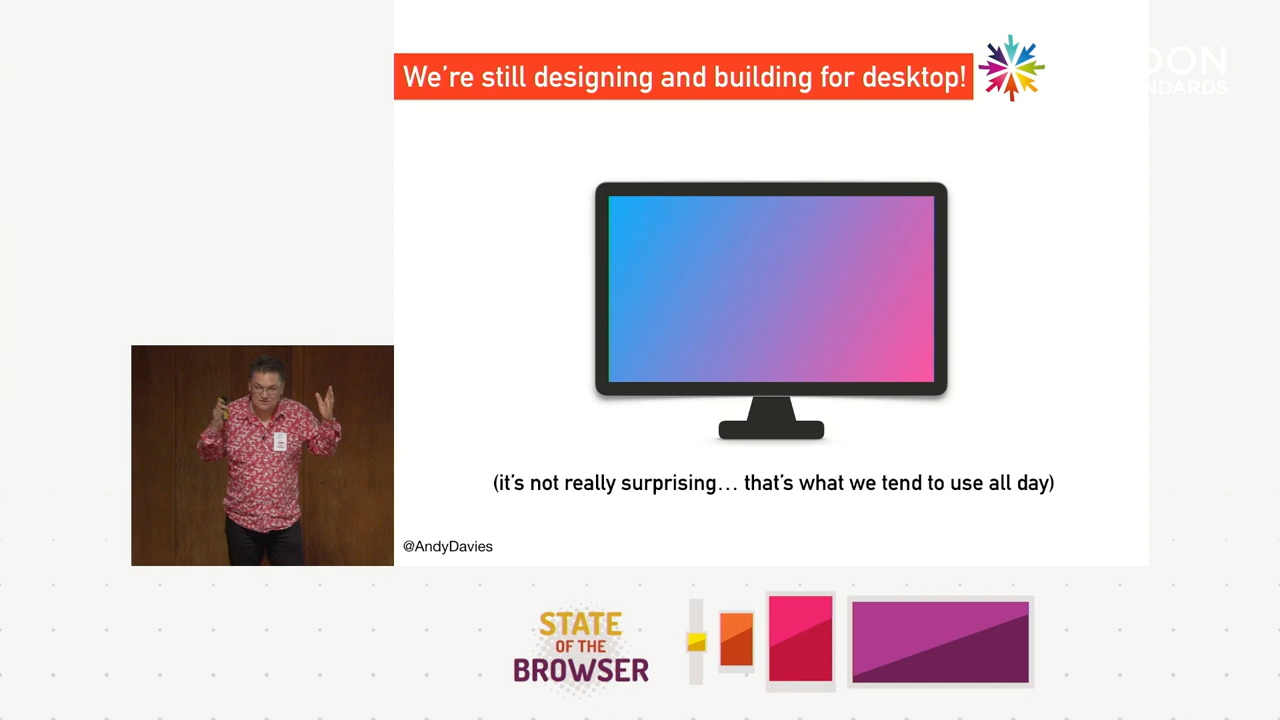 We're still designing and building for desktop!
(it's not really surprising... that's what we tend to use all day)
@AndyDavies
STATE
OF THE
BROWSER